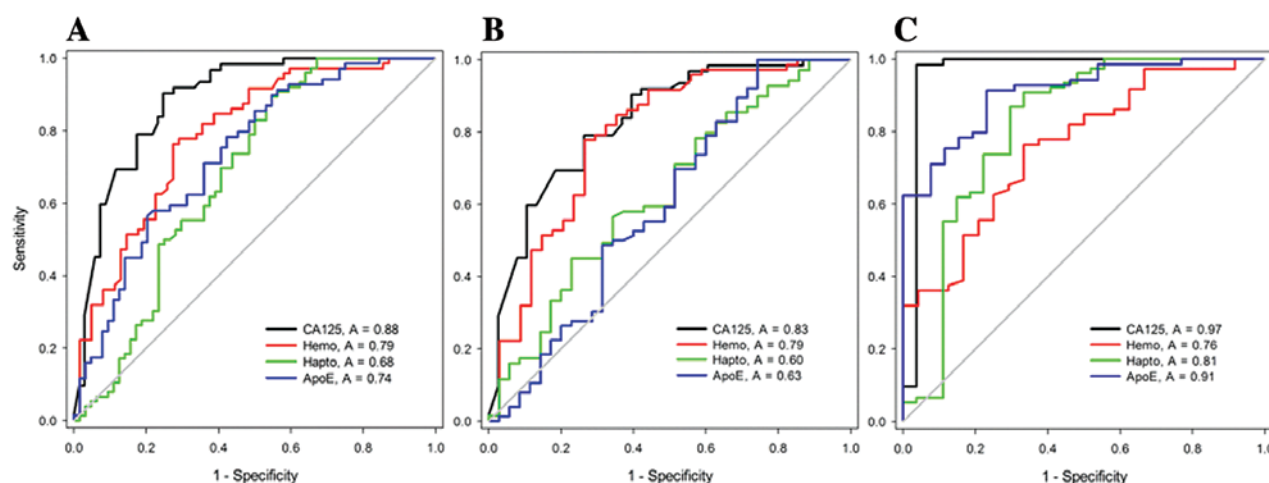 A
1.0
0.8
0.6
0.4
0.2
0.0
Sensitivity
CA125, A = 0.88
Hemo, A = 0.79
Hapto, A = 0.68
ApoE, A = 0.74
0.0 0.2 0.4 0.6 0.8 1.0
1 - Specificity
B
1.0
0.8
0.6
0.4
0.2
0.0
CA125, A = 0.83
Hemo, A = 0.79
Hapto, A = 0.60
ApoE, A = 0.63
0.0 0.2 0.4 0.6 0.8 1.0
1 - Specificity
C
1.0
0.8
0.6
0.4
0.2
0.0
CA125, A = 0.97
Hemo, A = 0.76
Hapto, A = 0.81
ApoE, A = 0.91
0.0 0.2 0.4 0.6 0.8 1.0
1 - Specificity